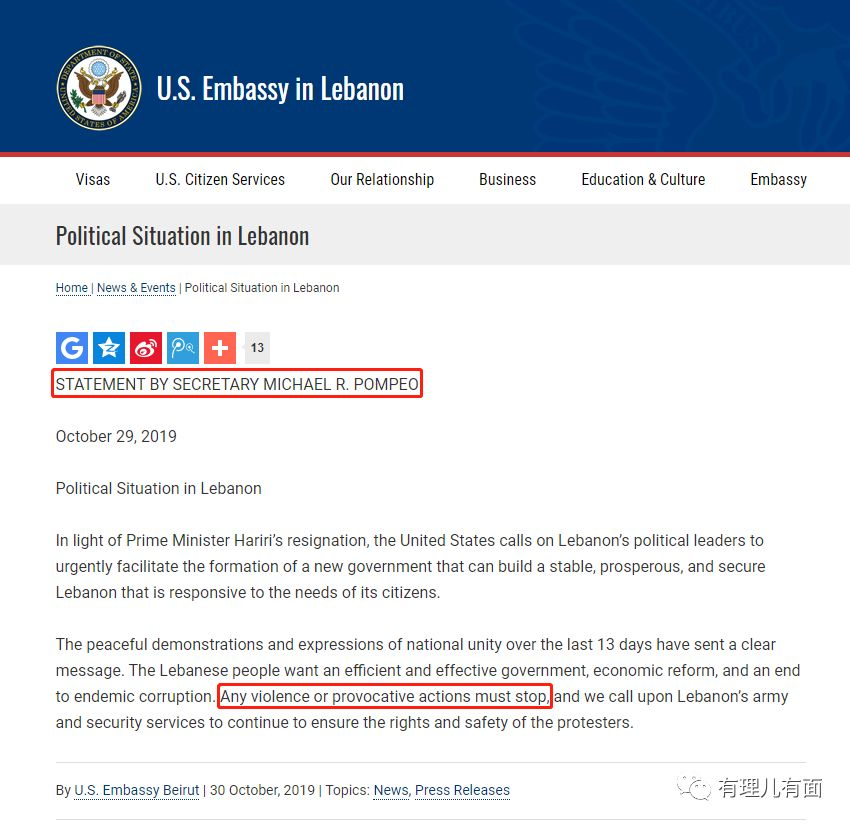 U.S. Embassy in Lebanon
Visas U.S. Citizen Services Our Relationship Business Education & Culture Embassy
Political Situation in Lebanon
Home | News & Events | Political Situation in Lebanon
13
STATEMENT BY SECRETARY MICHAEL R. POMPEO
October 29, 2019
Political Situation in Lebanon
In light of Prime Minister Hariri’s resignation, the United States calls on Lebanon’s political leaders to
urgently facilitate the formation of a new government that can build a stable, prosperous, and secure
Lebanon that is responsive to the needs of its citizens.
The peaceful demonstrations and expressions of national unity over the last 13 days have sent a clear
message. The Lebanese people want an efficient and effective government, economic reform, and an end
to endemic corruption. Any violence or provocative actions must stop, and we call upon Lebanon’s army
and security services to continue to ensure the rights and safety of the protesters.
By U.S. Embassy Beirut | 30 October, 2019 | Topics: News, Press Releases
有理儿有面